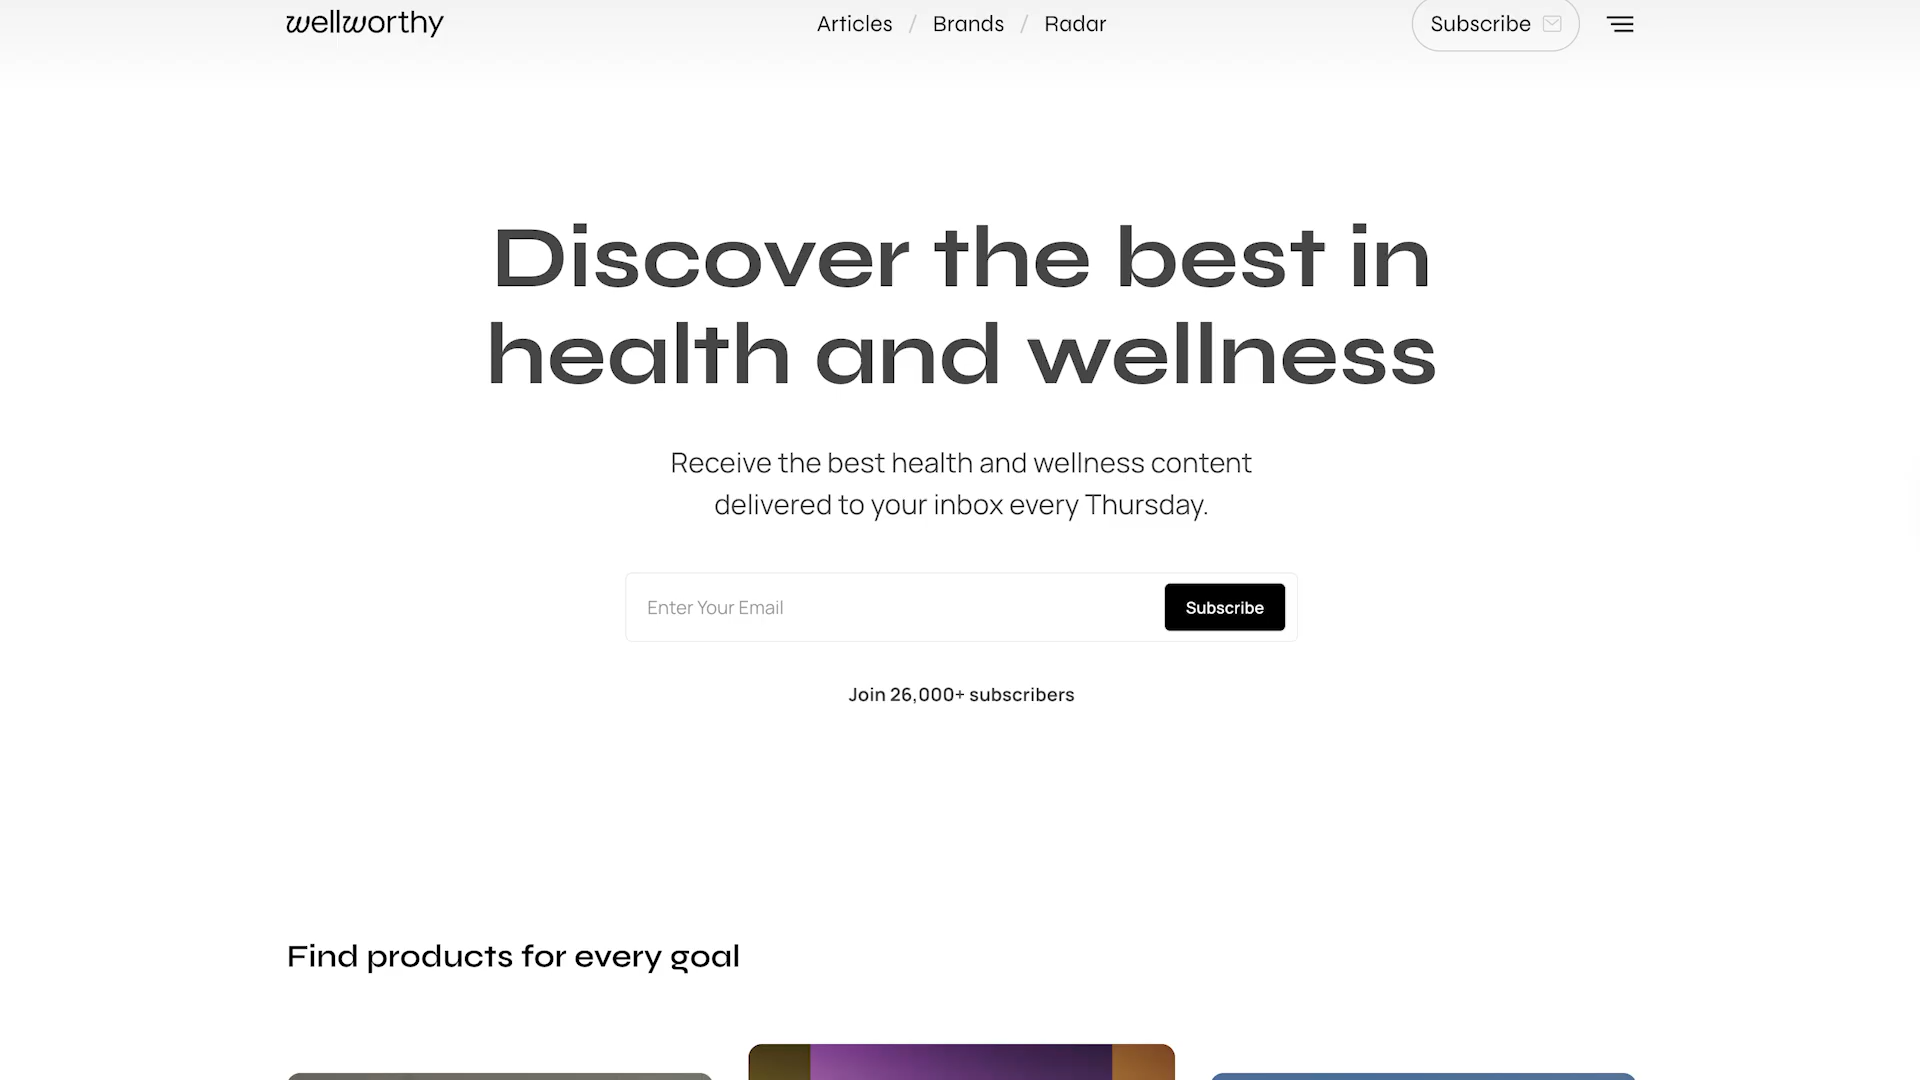 wellworthy
Articles / Brands / Radar
Subscribe
Discover the best in
health and wellness
Receive the best health and wellness content
delivered to your inbox every Thursday.
Enter Your Email
Subscribe
Join 26,000+ subscribers
Find products for every goal